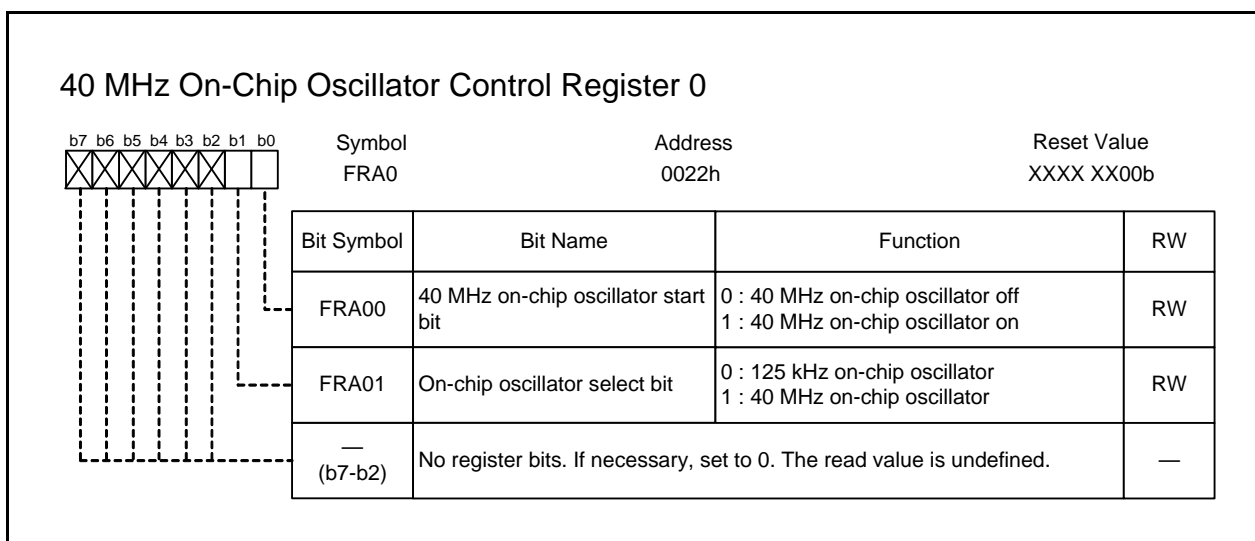 40 MHz On-Chip Oscillator Control Register 0
b7 b6 b5 b4 b3 b2 b1 b0
Symbol Address Reset Value
FRA0 0022h XXXX XX00b
Bit Symbol Bit Name Function RW
FRA00 40 MHz on-chip oscillator start bit 0 : 40 MHz on-chip oscillator off
1 : 40 MHz on-chip oscillator on RW
FRA01 On-chip oscillator select bit 0 : 125 kHz on-chip oscillator
1 : 40 MHz on-chip oscillator RW
—
(b7-b2) No register bits. If necessary, set to 0. The read value is undefined. —